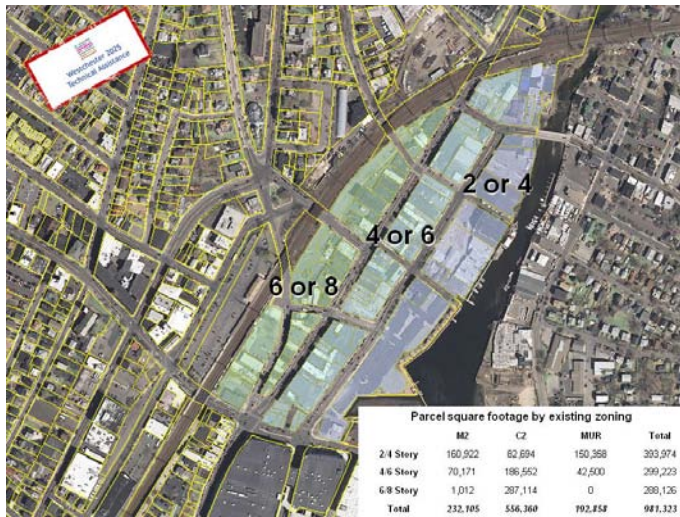 Westchester 2025
Technical Assistance
2 or 4
4 or 6
6 or 8
Parcel square footage by existing zoning
M2 C2 MUR Total
2/4 Story 160,922 62,694 150,358 393,974
4/6 Story 70,171 186,552 42,500 299,223
6/8 Story 1,012 287,114 0 288,126
Total 232,105 556,360 192,858 981,323